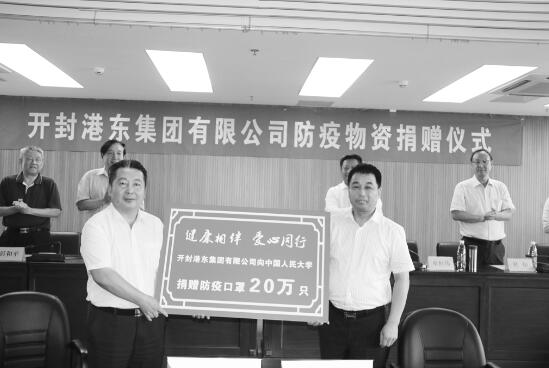 开封港东集团有限公司防疫物资捐赠仪式
健康相伴 爱心同行
开封港东集团有限公司向中国人民大学
捐赠防疫口罩20万只